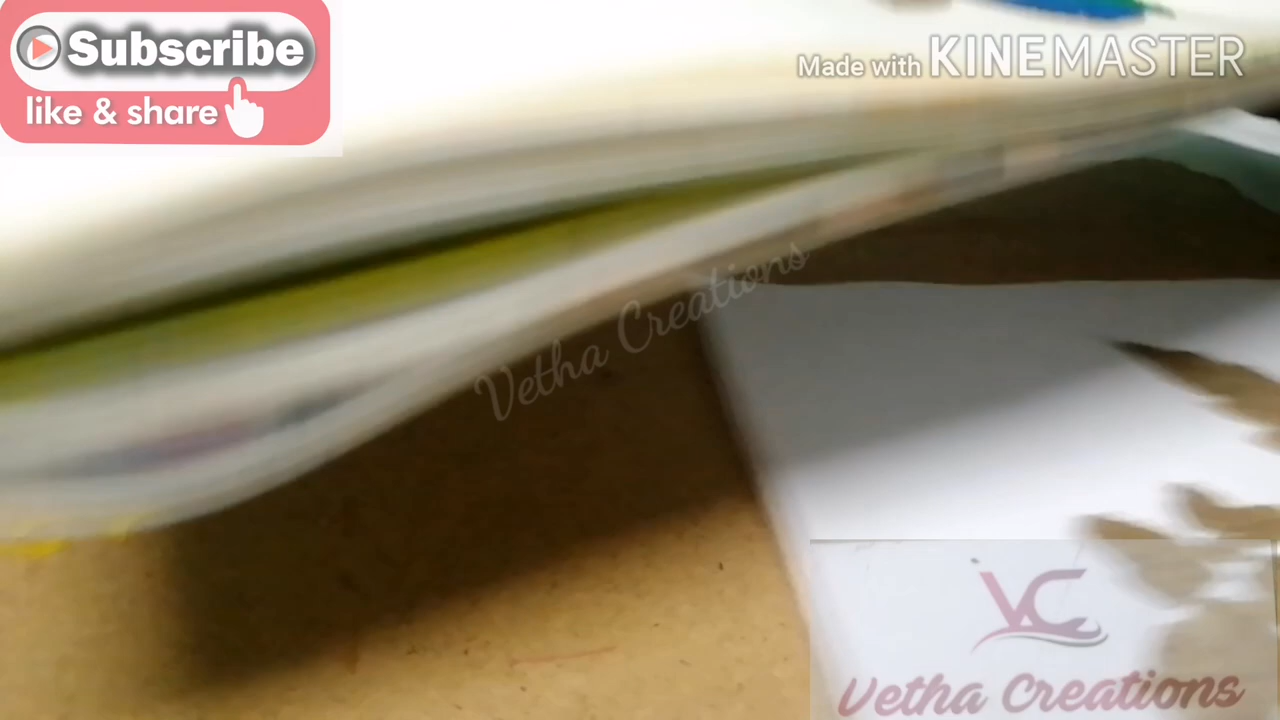 Subscribe
like & share
Made with KINEMASTER
Vetha Creations
VC
Vetha Creations